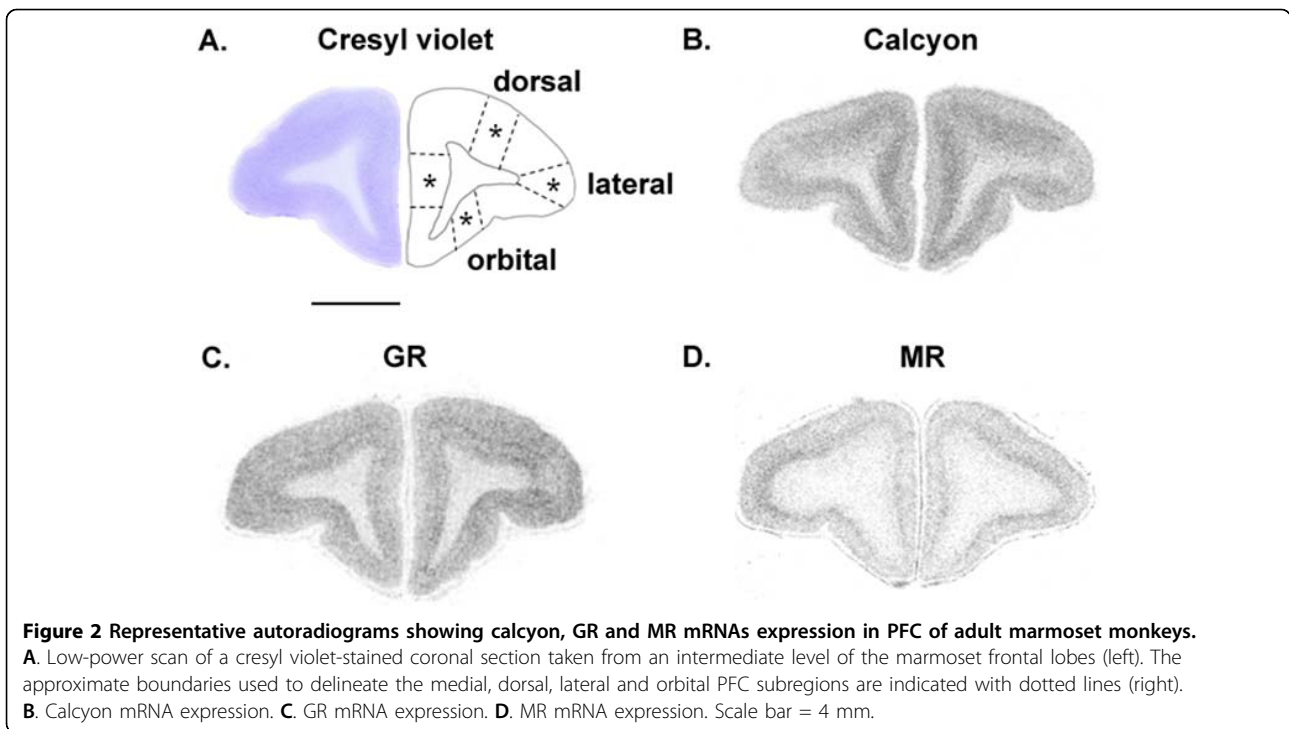 A. Cresyl violet
dorsal
*
*
*
lateral
*
orbital
B. Calcyon
C. GR
D. MR
Figure 2 Representative autoradiograms showing calcyon, GR and MR mRNAs expression in PFC of adult marmoset monkeys.
A. Low-power scan of a cresyl violet-stained coronal section taken from an intermediate level of the marmoset frontal lobes (left). The
approximate boundaries used to delineate the medial, dorsal, lateral and orbital PFC subregions are indicated with dotted lines (right).
B. Calcyon mRNA expression. C. GR mRNA expression. D. MR mRNA expression. Scale bar = 4 mm.